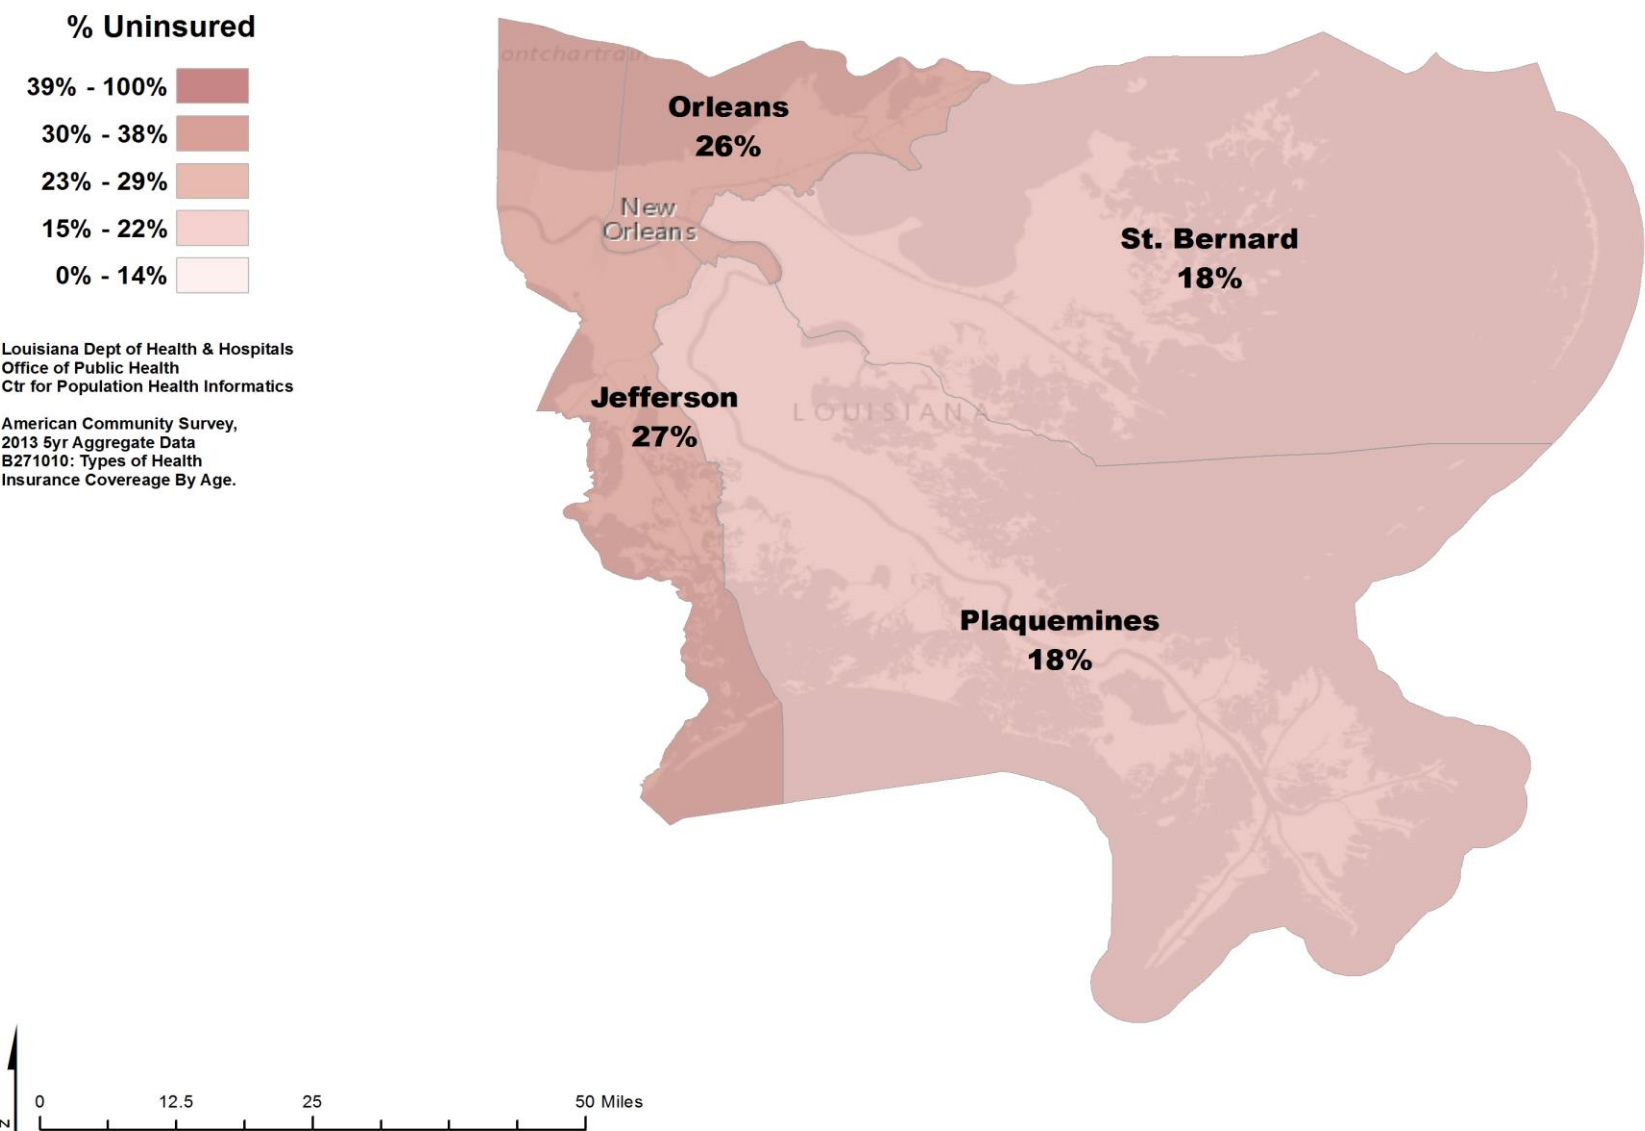 % Uninsured
39% - 100%
30% - 38%
23% - 29%
15% - 22%
0% - 14%
Louisiana Dept of Health & Hospitals
Office of Public Health
Ctr for Population Health Informatics
American Community Survey,
2013 5yr Aggregate Data
B271010: Types of Health
Insurance Covereage By Age.
ontchartrain
Orleans
26%
New
Orleans
St. Bernard
18%
Jefferson
27%
LOUISIANA
Plaquemines
18%
0 12.5 25 50 Miles
N